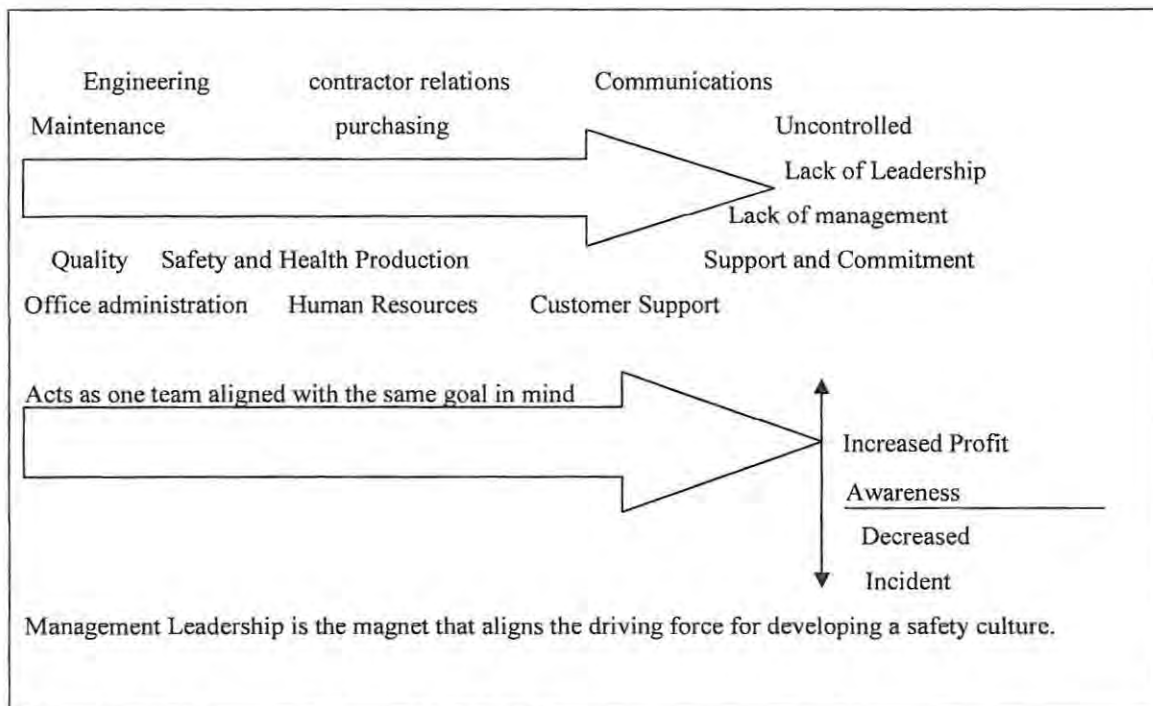 Engineering contractor relations Communications
Maintenance purchasing Uncontrolled
Lack of Leadership
Lack of management
Quality Safety and Health Production Support and Commitment
Office administration Human Resources Customer Support
Acts as one team aligned with the same goal in mind
Increased Profit
Awareness
Decreased
Incident
Management Leadership is the magnet that aligns the driving force for developing a safety culture.